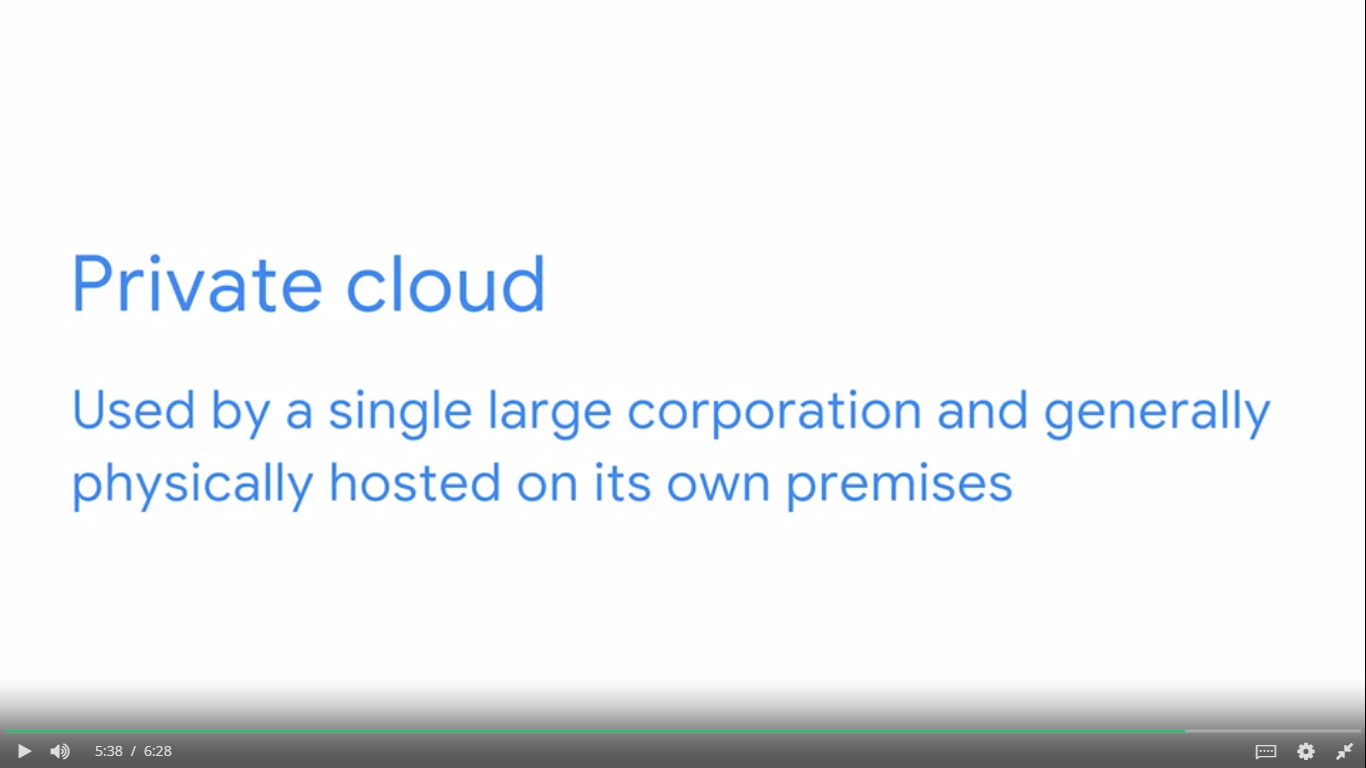 Private cloud
Used by a single large corporation and generally
physically hosted on its own premises
5:38 / 6:28